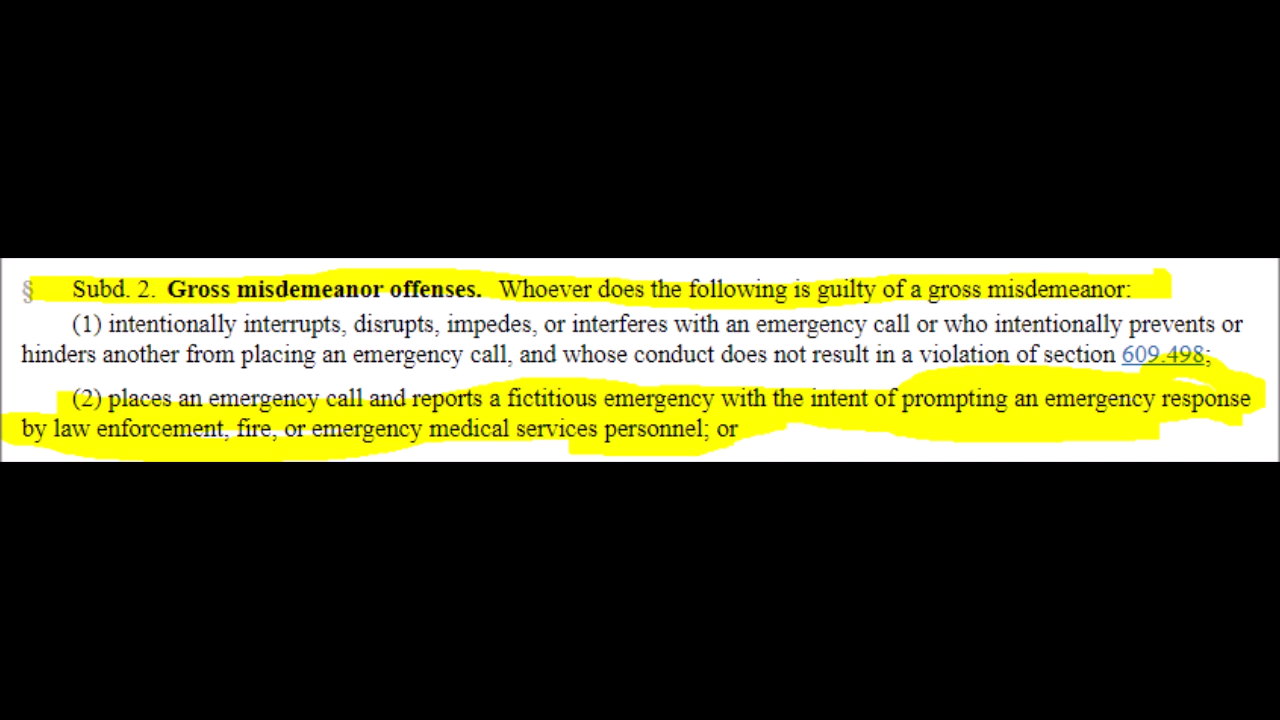 § Subd. 2. Gross misdemeanor offenses. Whoever does the following is guilty of a gross misdemeanor:
(1) intentionally interrupts, disrupts, impedes, or interferes with an emergency call or who intentionally prevents or
hinders another from placing an emergency call, and whose conduct does not result in a violation of section 609.498;
(2) places an emergency call and reports a fictitious emergency with the intent of prompting an emergency response
by law enforcement, fire, or emergency medical services personnel; or